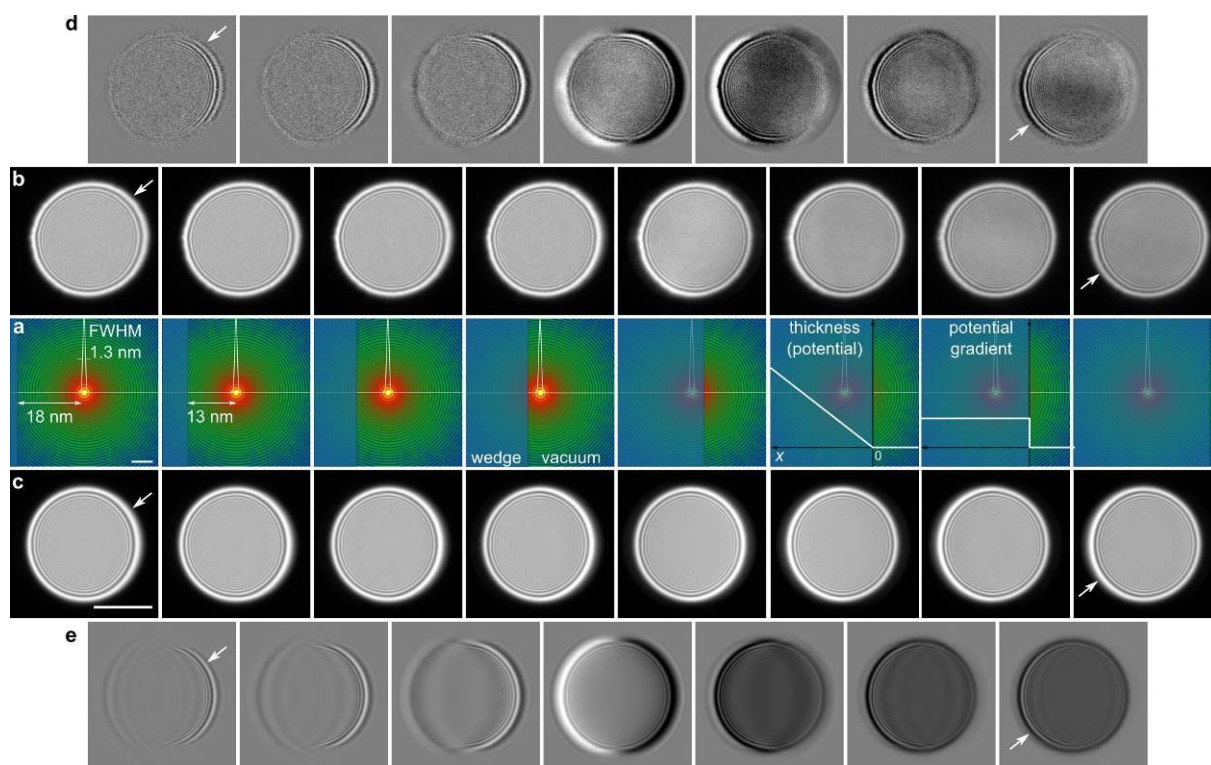 d
b
a
FWHM
1.3 nm
18 nm
13 nm
wedge
vacuum
thickness
(potential)
x
0
potential
gradient
c
e